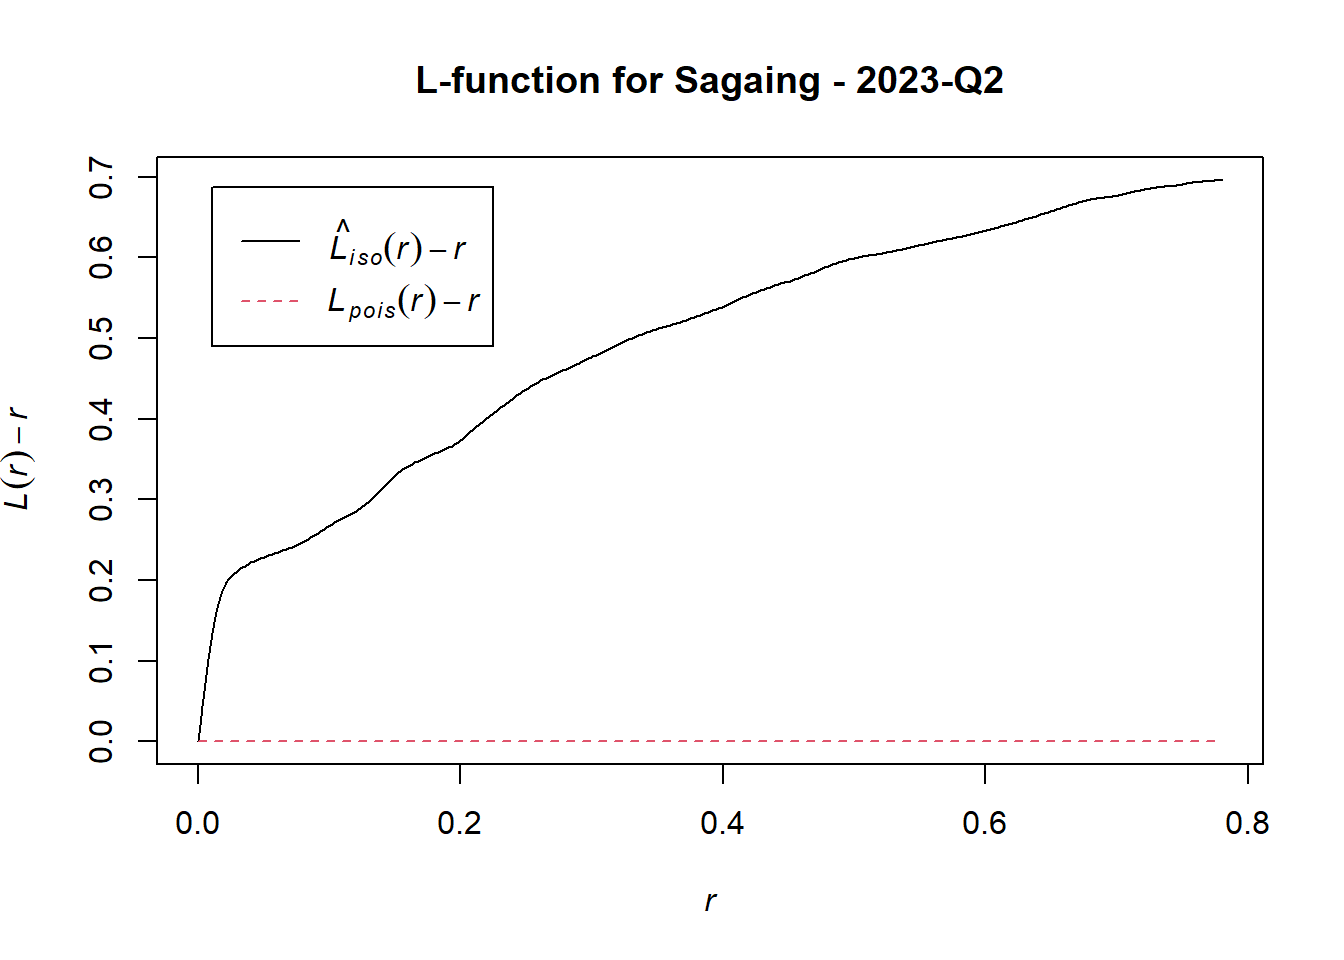 L-function for Sagaing - 2023-Q2
L̂iso(r) − r
Lpois(r) − r
L(r) − r
0.7
0.6
0.5
0.4
0.3
0.2
0.1
0.0
0.0 0.2 0.4 0.6 0.8
r